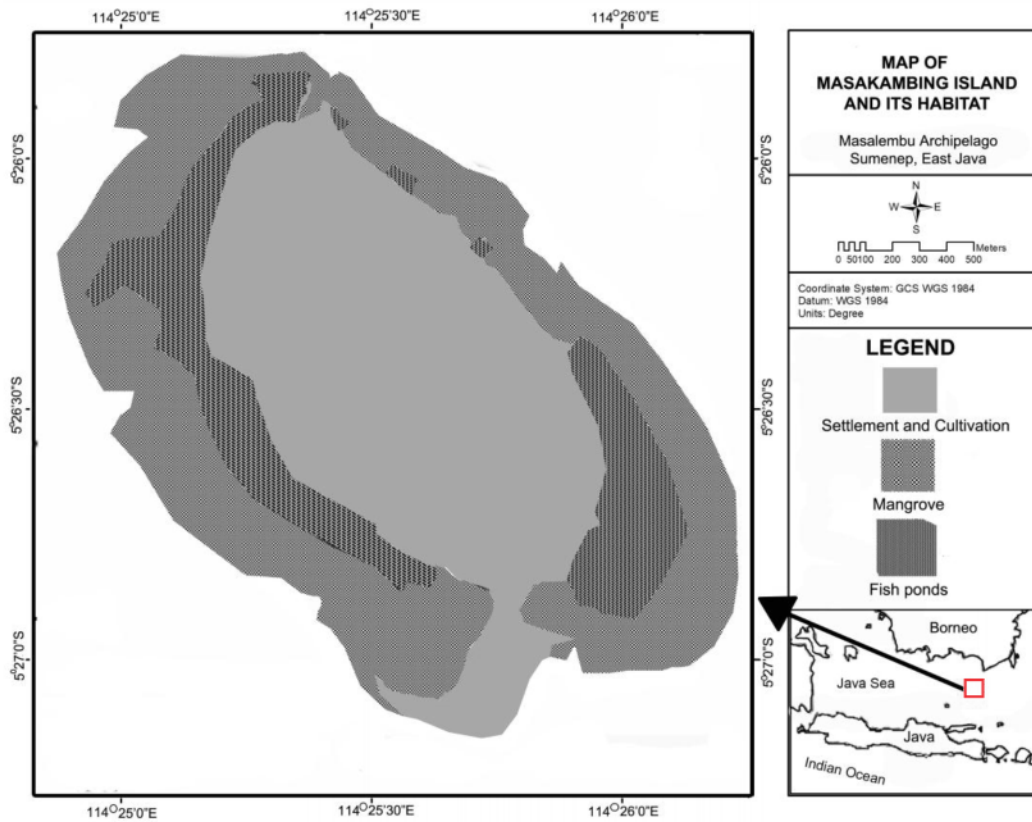 114°25'0"E
114°25'30"E
114°26'0"E
5°26'0"S
5°26'30"S
5°27'0"S
5°26'0"S
5°26'30"S
5°27'0"S
114°25'0"E
114°25'30"E
114°26'0"E
MAP OF
MASAKAMBING ISLAND
AND ITS HABITAT
Masalembu Archipelago
Sumenep, East Java
N
W E
S
Meters
0 50100 200 300 400 500
Coordinate System: GCS WGS 1984
Datum: WGS 1984
Units: Degree
LEGEND
Settlement and Cultivation
Mangrove
Fish ponds
Borneo
Java Sea
Java
Indian Ocean